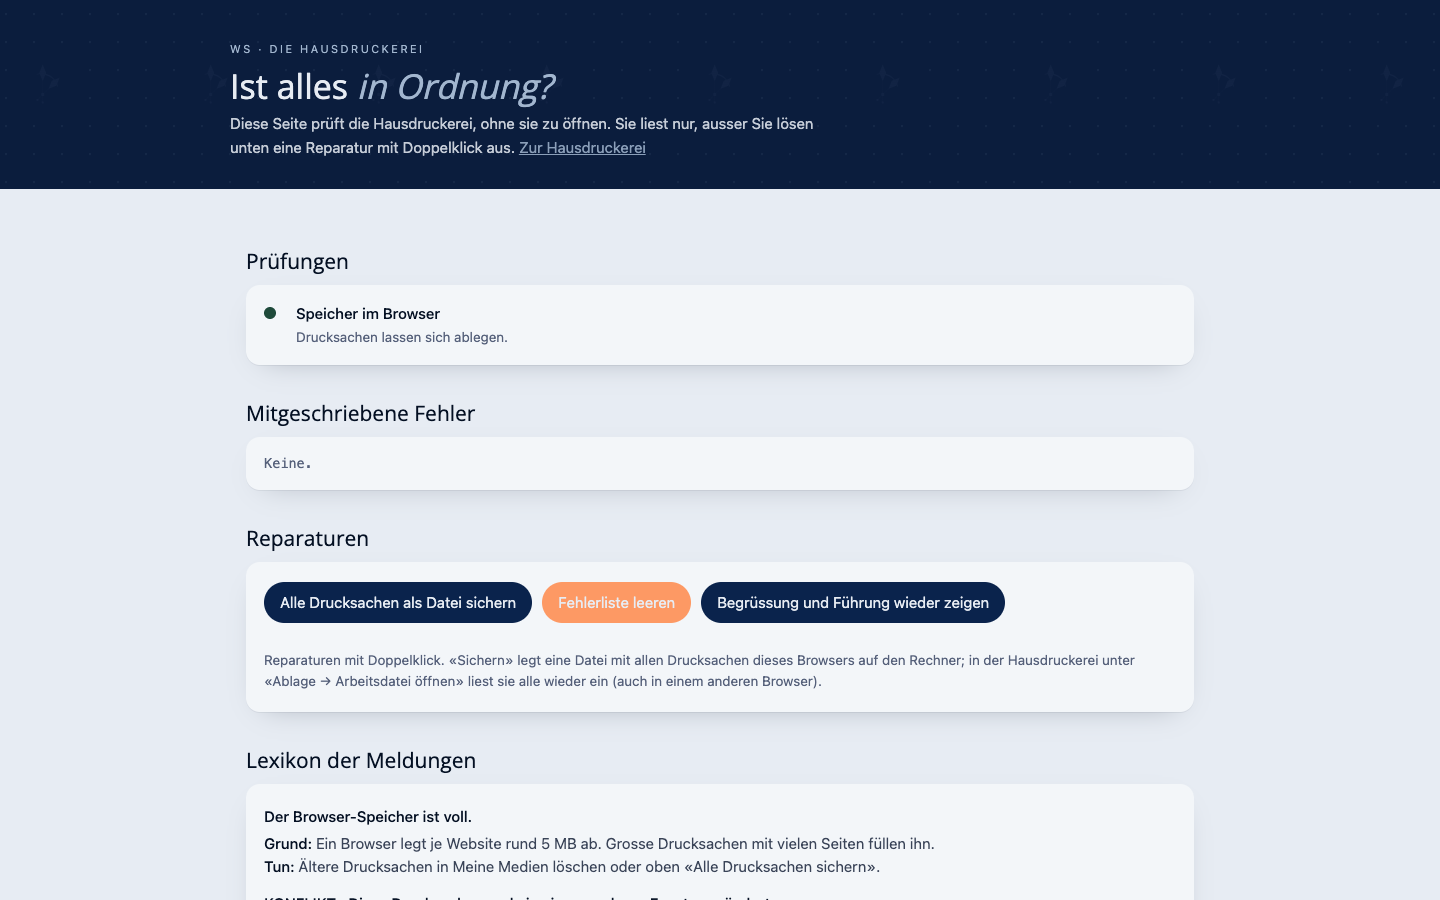 WS · DIE HAUSDRUCKEREI
Ist alles in Ordnung?
Diese Seite prüft die Hausdruckerei, ohne sie zu öffnen. Sie liest nur, ausser Sie lösen
unten eine Reparatur mit Doppelklick aus. Zur Hausdruckerei
Prüfungen
Speicher im Browser
Drucksachen lassen sich ablegen.
Mitgeschriebene Fehler
Keine.
Reparaturen
Alle Drucksachen als Datei sichern
Fehlerliste leeren
Begrüssung und Führung wieder zeigen
Reparaturen mit Doppelklick. «Sichern» legt eine Datei mit allen Drucksachen dieses Browsers auf den Rechner; in der Hausdruckerei unter
«Ablage → Arbeitsdatei öffnen» liest sie alle wieder ein (auch in einem anderen Browser).
Lexikon der Meldungen
Der Browser-Speicher ist voll.
Grund: Ein Browser legt je Website rund 5 MB ab. Grosse Drucksachen mit vielen Seiten füllen ihn.
Tun: Ältere Drucksachen in Meine Medien löschen oder oben «Alle Drucksachen sichern».